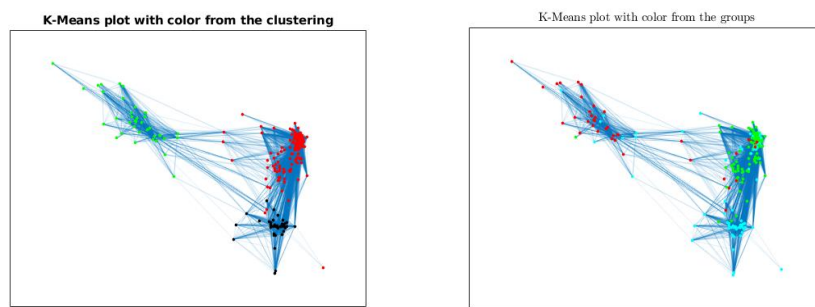 K-Means plot with color from the clustering
K-Means plot with color from the groups